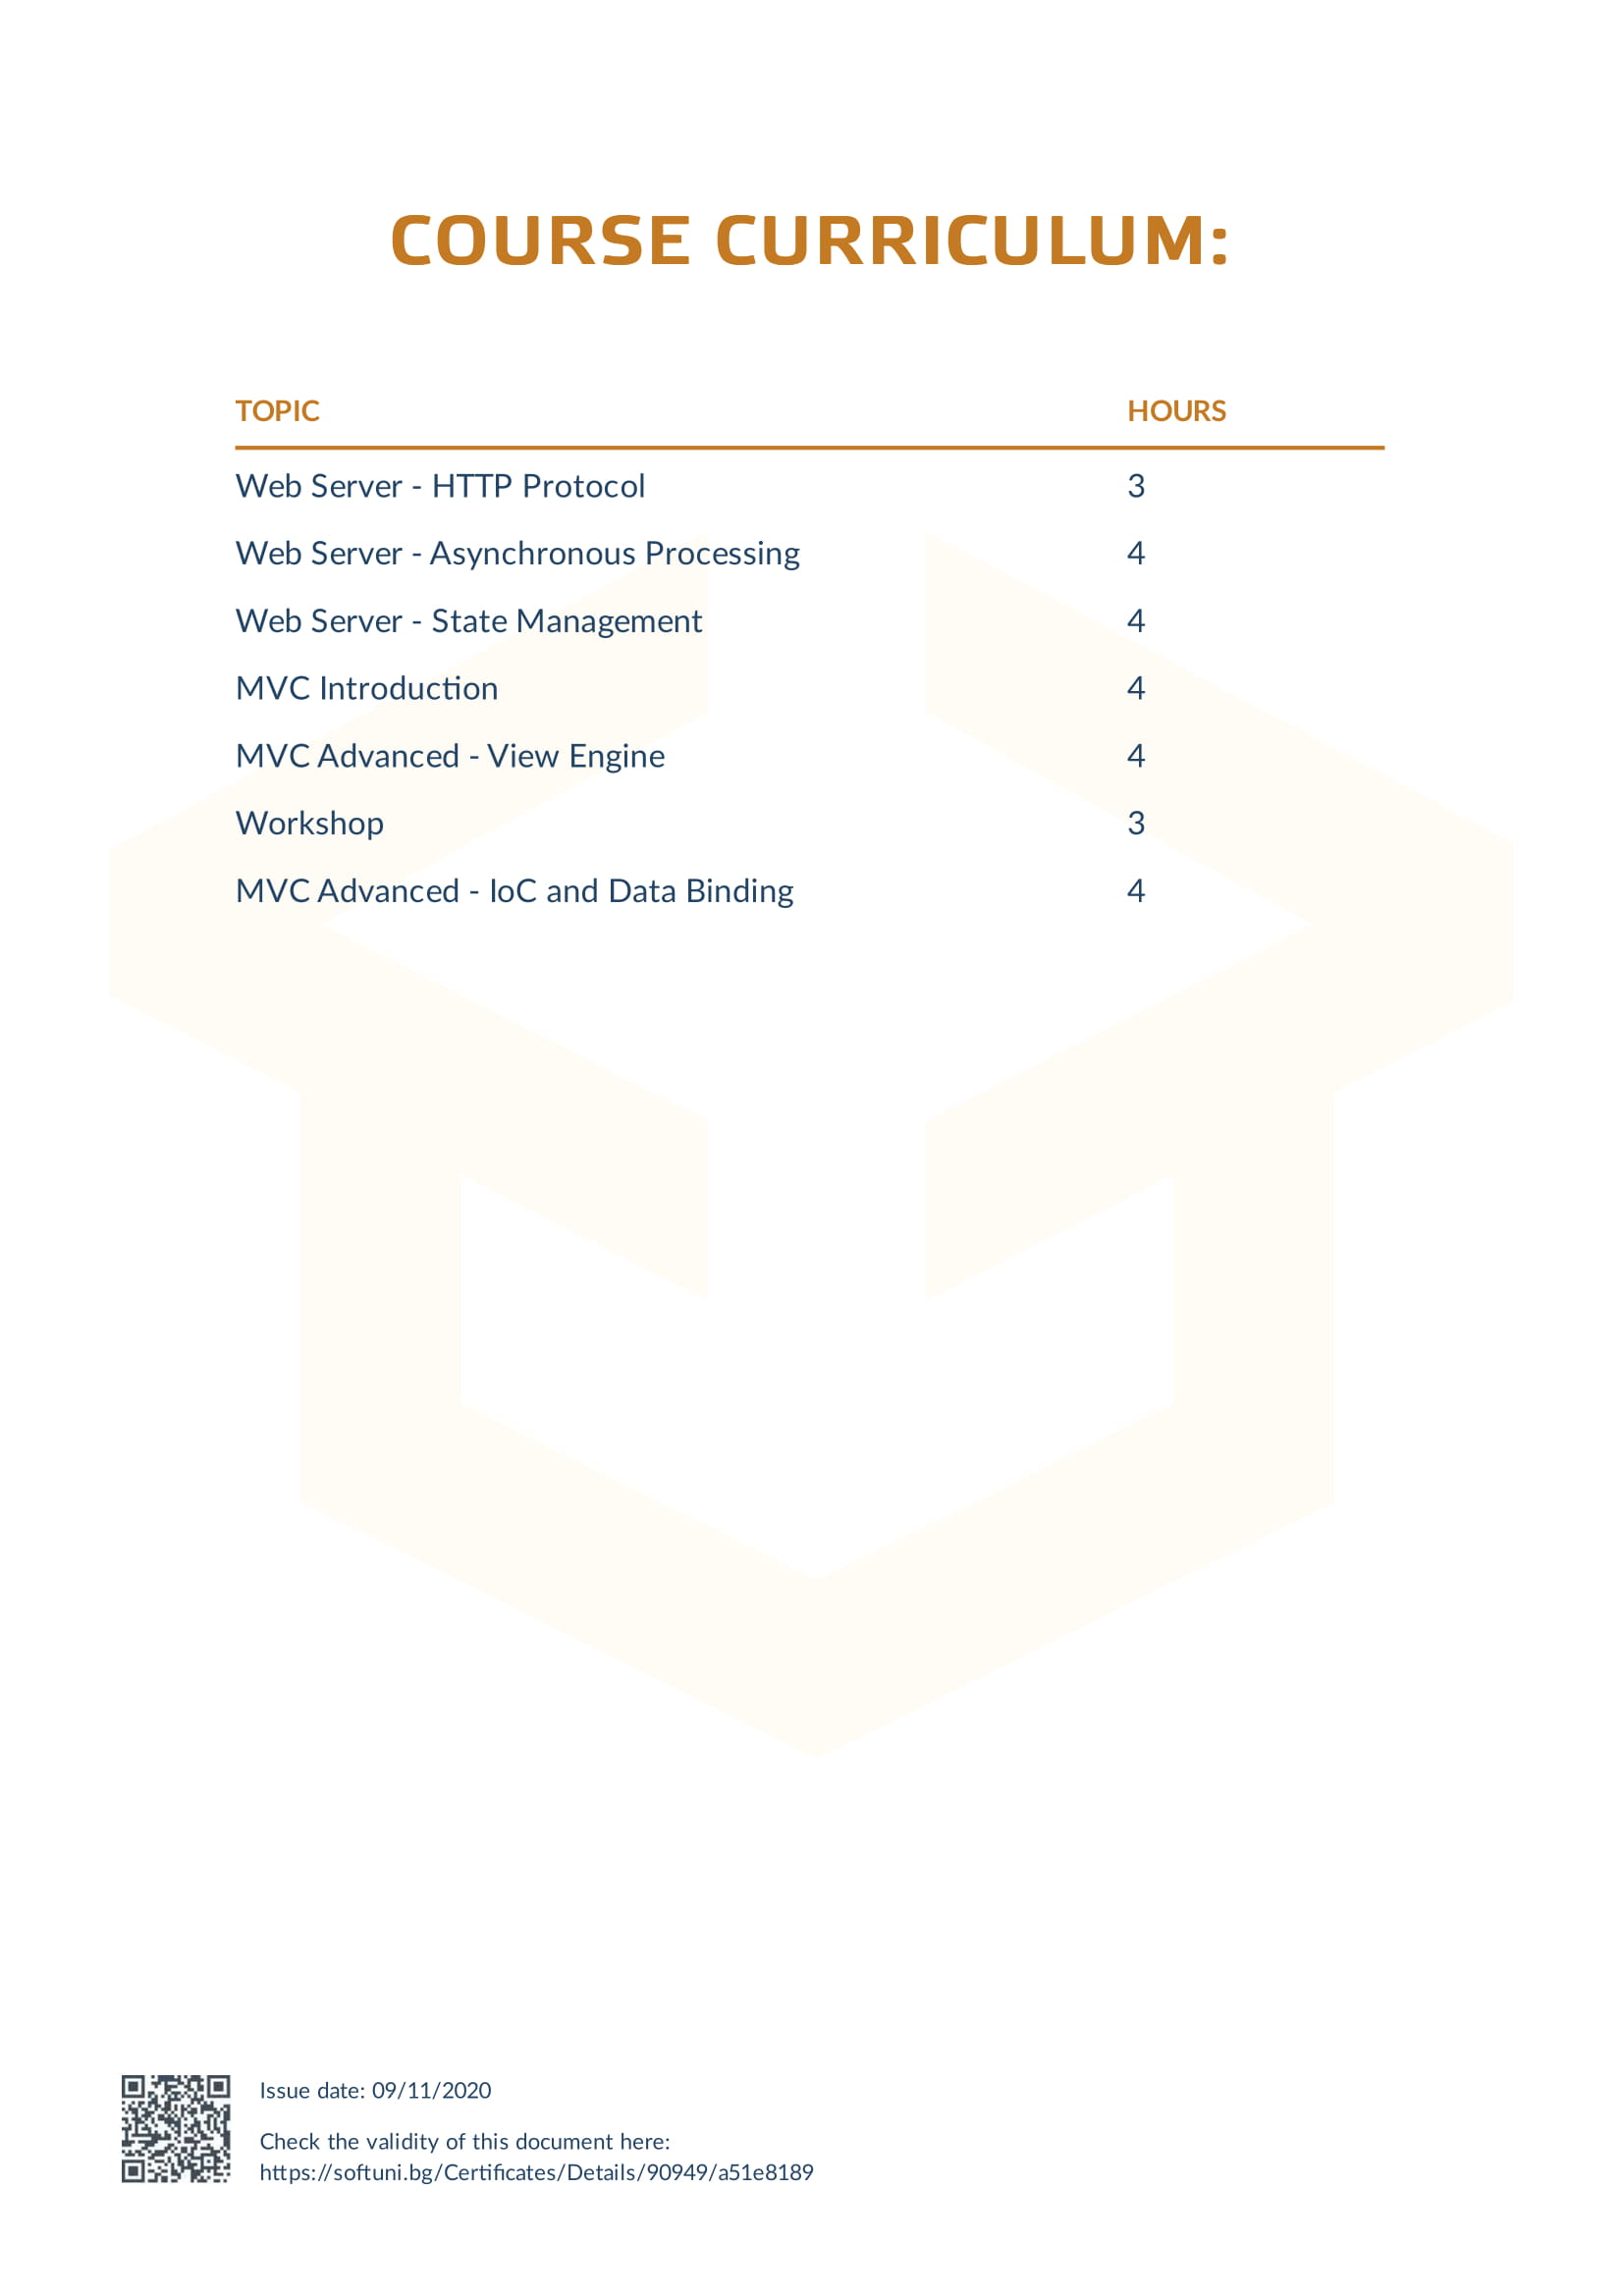 COURSE CURRICULUM:
TOPIC HOURS
Web Server - HTTP Protocol 3
Web Server - Asynchronous Processing 4
Web Server - State Management 4
MVC Introduction 4
MVC Advanced - View Engine 4
Workshop 3
MVC Advanced - IoC and Data Binding 4
Issue date: 09/11/2020
Check the validity of this document here:
https://softuni.bg/Certificates/Details/90949/a51e8189